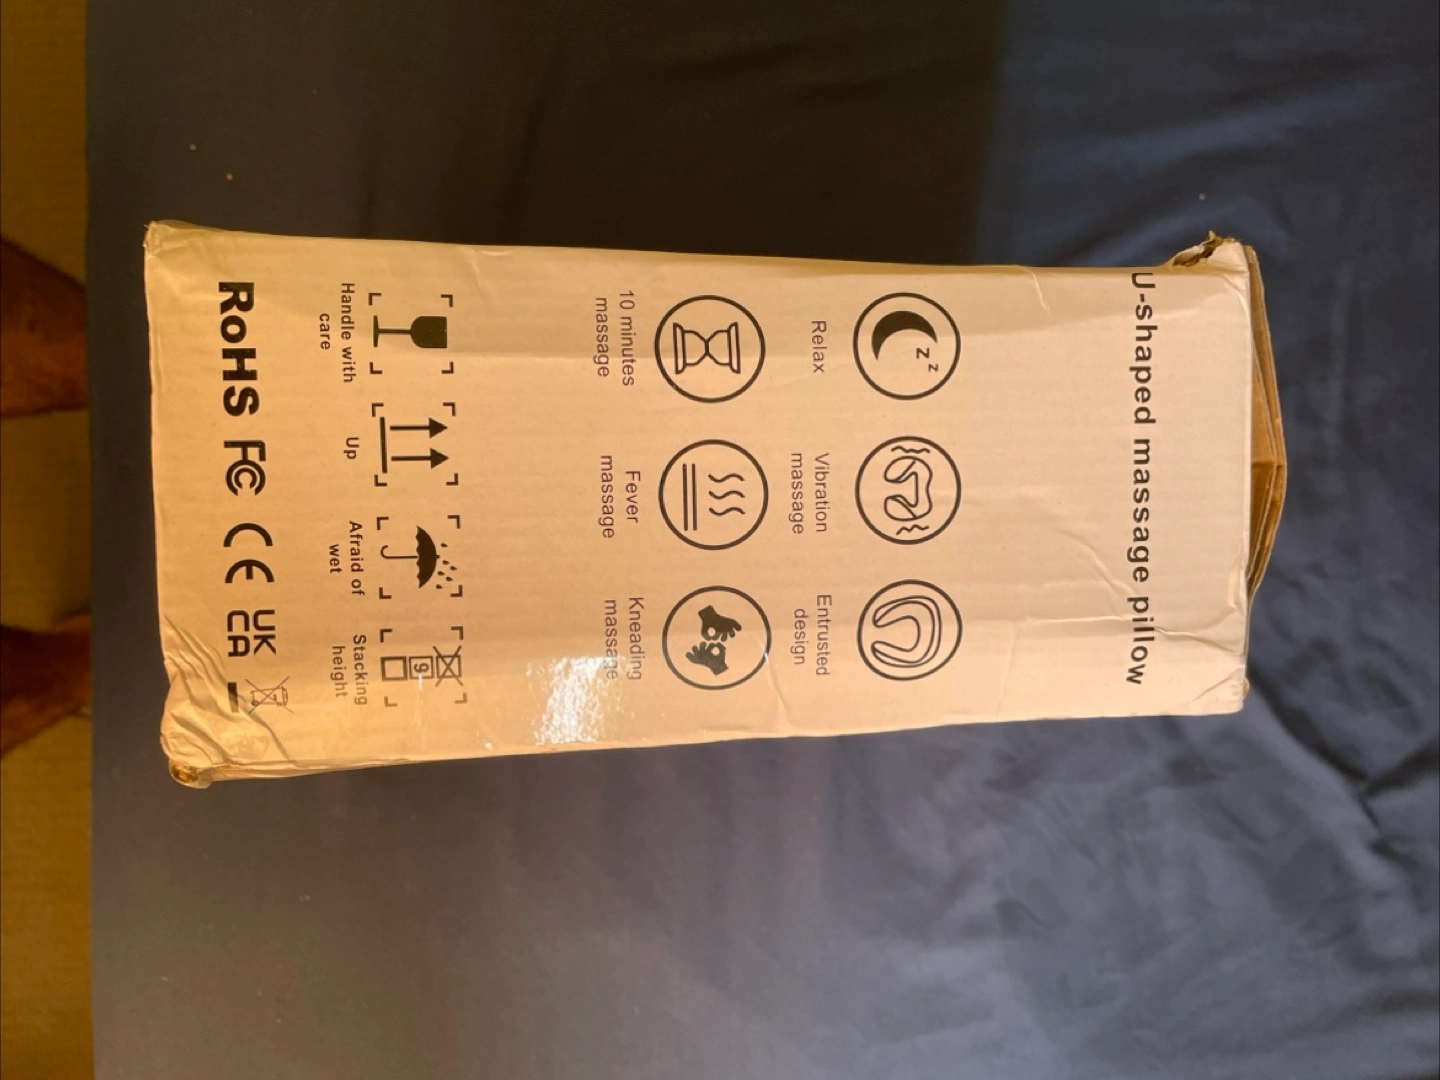 U-shaped massage pillow
z z
Relax
Vibration
massage
Entrusted
design
10 minutes
massage
Fever
massage
Kneading
massage
9
Handle with
care
Up
Afraid of
wet
Stacking
height
RoHS FC CE UK
CA